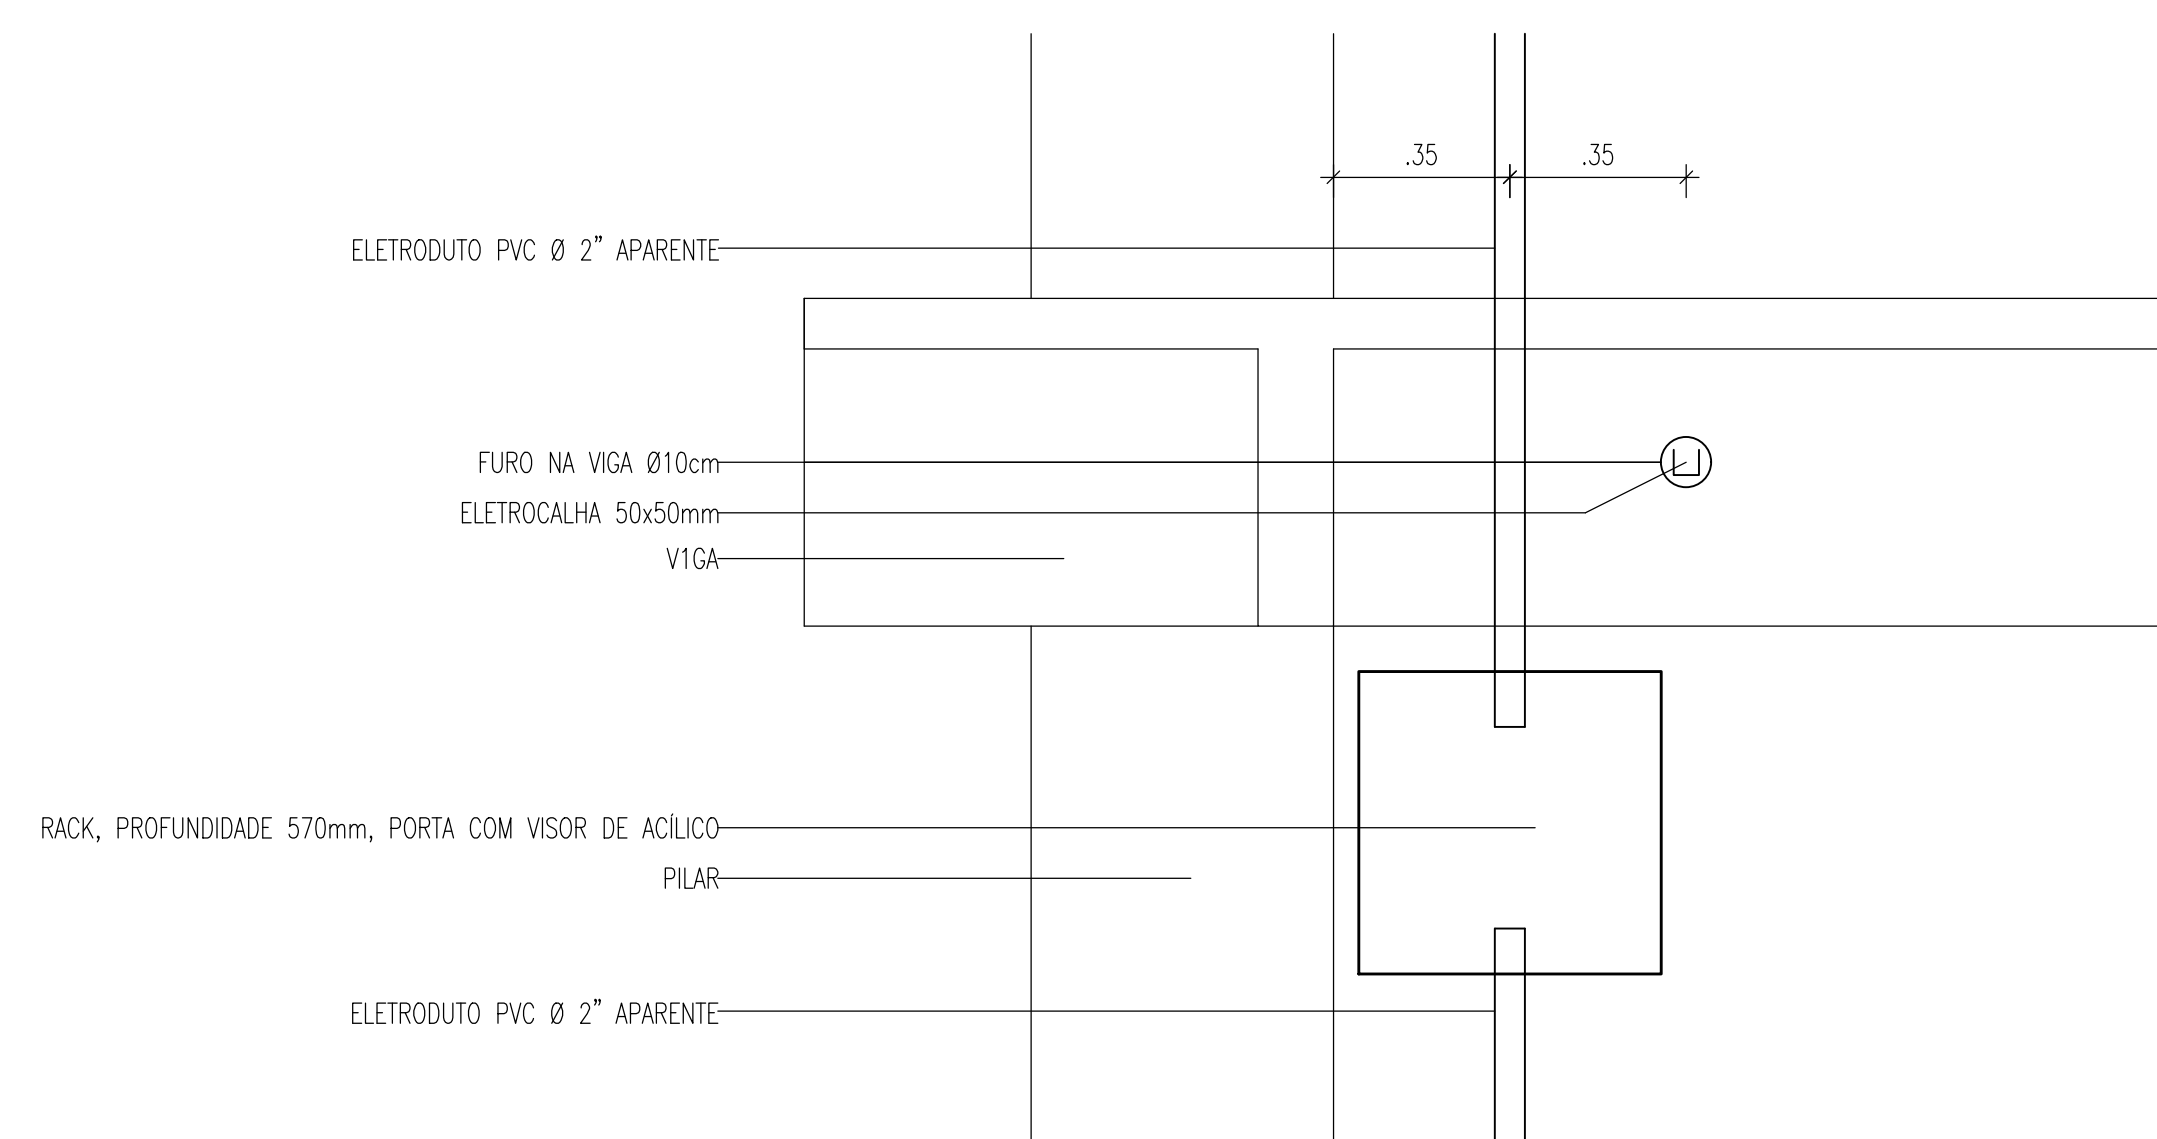 .35
.35
ELETRODUTO PVC Ø 2” APARENTE
FURO NA VIGA Ø10cm
ELETROCALHA 50x50mm
V1GA
RACK, PROFUNDIDADE 570mm, PORTA COM VISOR DE ACÍLICO
PILAR
ELETRODUTO PVC Ø 2” APARENTE